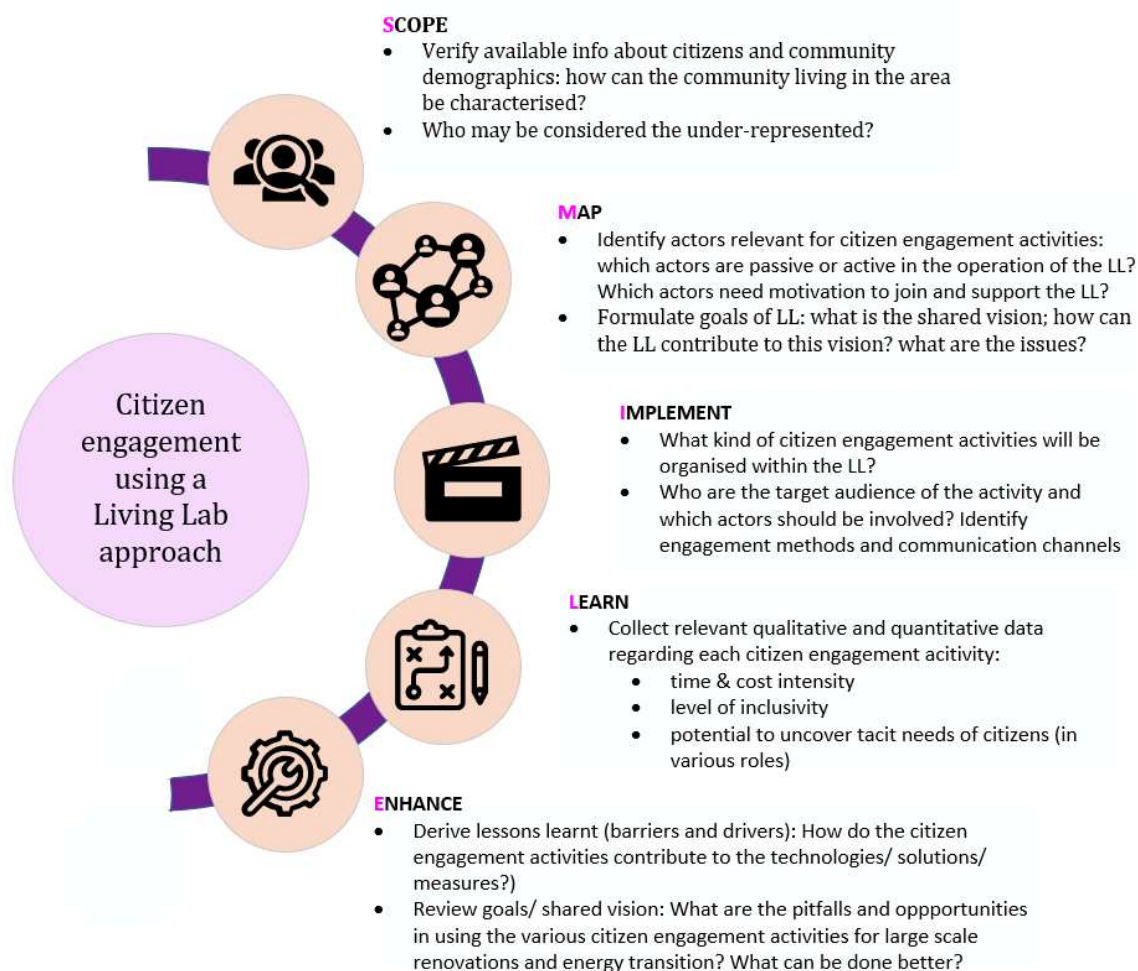 SCOPE
• Verify available info about citizens and community
demographics: how can the community living in the area
be characterised?
• Who may be considered the under-represented?
MAP
• Identify actors relevant for citizen engagement activities:
which actors are passive or active in the operation of the LL?
Which actors need motivation to join and support the LL?
• Formulate goals of LL: what is the shared vision; how can
the LL contribute to this vision? what are the issues?
Citizen
engagement
using a
Living Lab
approach
IMPLEMENT
• What kind of citizen engagement activities will be
organised within the LL?
• Who are the target audience of the activity and
which actors should be involved? Identify
engagement methods and communication channels
LEARN
• Collect relevant qualitative and quantitative data
regarding each citizen engagement acitivity:
• time & cost intensity
• level of inclusivity
• potential to uncover tacit needs of citizens (in
various roles)
ENHANCE
• Derive lessons learnt (barriers and drivers): How do the citizen
engagement activities contribute to the technologies/ solutions/
measures?)
• Review goals/ shared vision: What are the pitfalls and oppportunities
in using the various citizen engagement activities for large scale
renovations and energy transition? What can be done better?